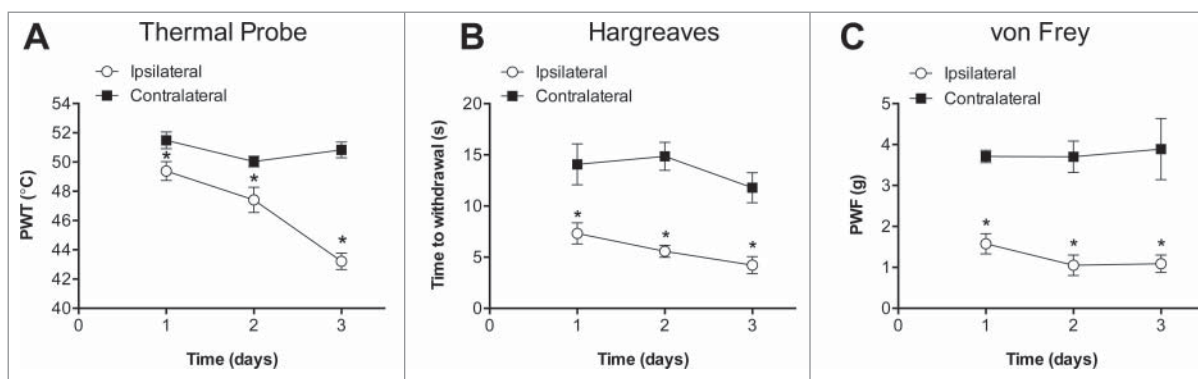 A
Thermal Probe
Ipsilateral
Contralateral
54
52
50
48
46
44
42
40
PWT (°C)
* * *
0 1 2 3
Time (days)
B
Hargreaves
Ipsilateral
Contralateral
20
15
10
5
0
Time to withdrawal (s)
* * *
0 1 2 3
Time (days)
C
von Frey
Ipsilateral
Contralateral
5
4
3
2
1
0
PWF (g)
* * *
0 1 2 3
Time (days)